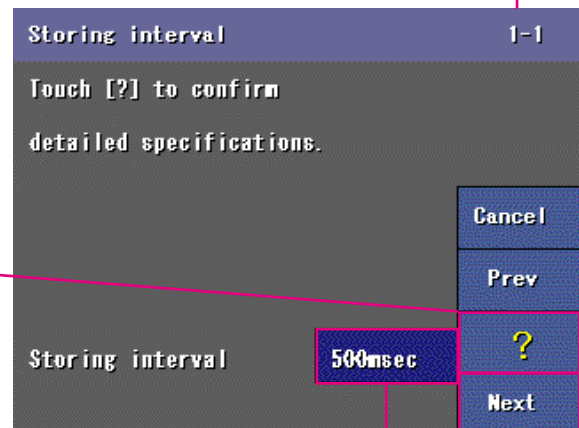 Storing interval 1-1
Touch [?] to confirm
detailed specifications.
Cancel
Prev
?
Storing interval 500msec
Next